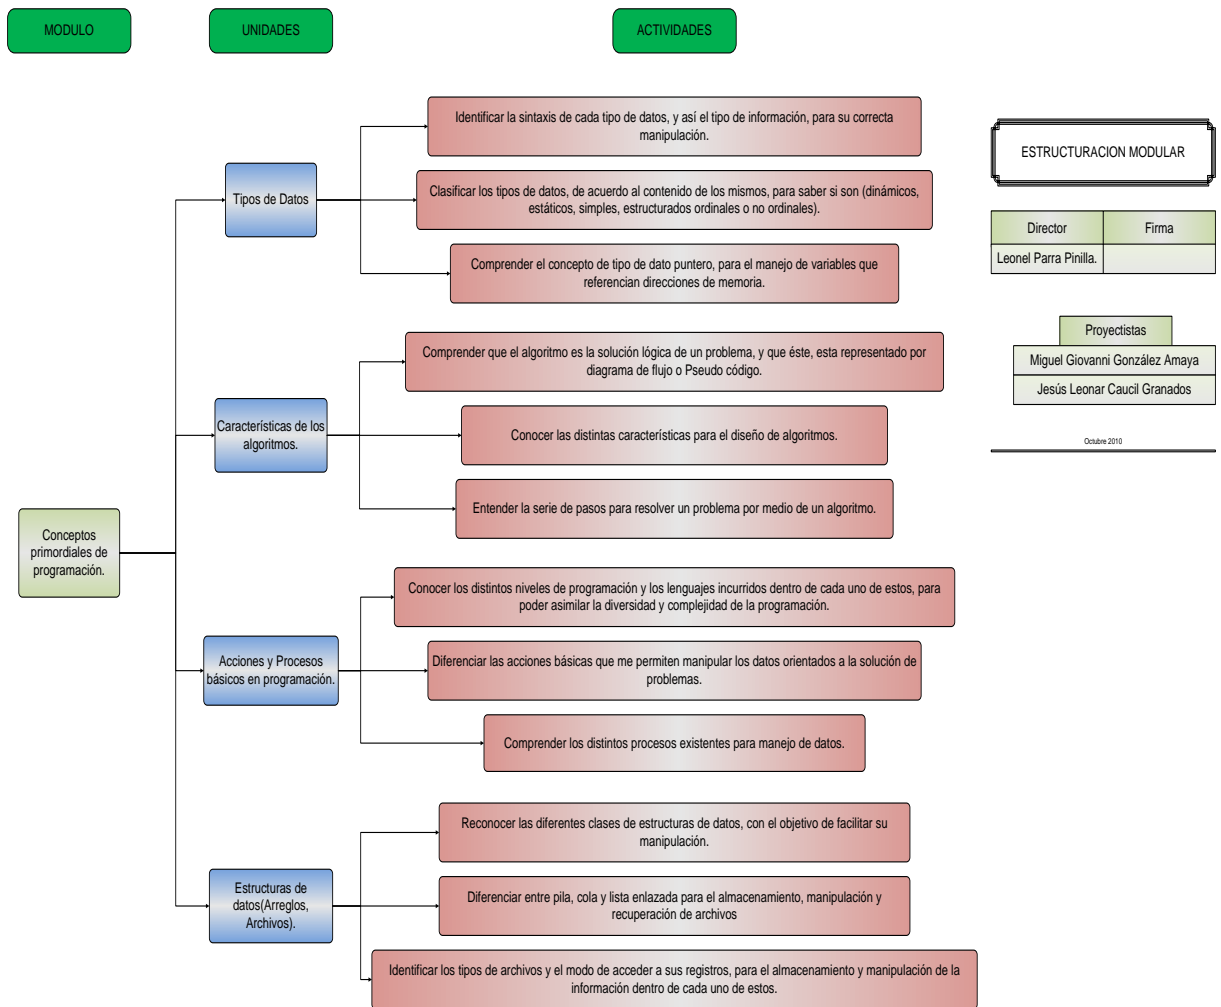 MODULO
UNIDADES
ACTIVIDADES
Conceptos
primordiales de
programación.
Tipos de Datos
Identificar la sintaxis de cada tipo de datos, y así el tipo de información, para su correcta
manipulación.
Clasificar los tipos de datos, de acuerdo al contenido de los mismos, para saber si son (dinámicos,
estáticos, simples, estructurados ordinales o no ordinales).
Comprender el concepto de tipo de dato puntero, para el manejo de variables que
referencian direcciones de memoria.
Características de los
algoritmos.
Comprender que el algoritmo es la solución lógica de un problema, y que éste, esta representado por
diagrama de flujo o Pseudo código.
Conocer las distintas características para el diseño de algoritmos.
Entender la serie de pasos para resolver un problema por medio de un algoritmo.
Acciones y Procesos
básicos en programación.
Conocer los distintos niveles de programación y los lenguajes incurridos dentro de cada uno de estos, para
poder asimilar la diversidad y complejidad de la programación.
Diferenciar las acciones básicas que me permiten manipular los datos orientados a la solución de
problemas.
Comprender los distintos procesos existentes para manejo de datos.
Estructuras de
datos(Arreglos,
Archivos).
Reconocer las diferentes clases de estructuras de datos, con el objetivo de facilitar su
manipulación.
Diferenciar entre pila, cola y lista enlazada para el almacenamiento, manipulación y
recuperación de archivos
Identificar los tipos de archivos y el modo de acceder a sus registros, para el almacenamiento y manipulación de la
información dentro de cada uno de estos.
ESTRUCTURACION MODULAR
Director
Firma
Leonel Parra Pinilla.
Proyectistas
Miguel Giovanni González Amaya
Jesús Leonar Caucil Granados
Octubre 2010